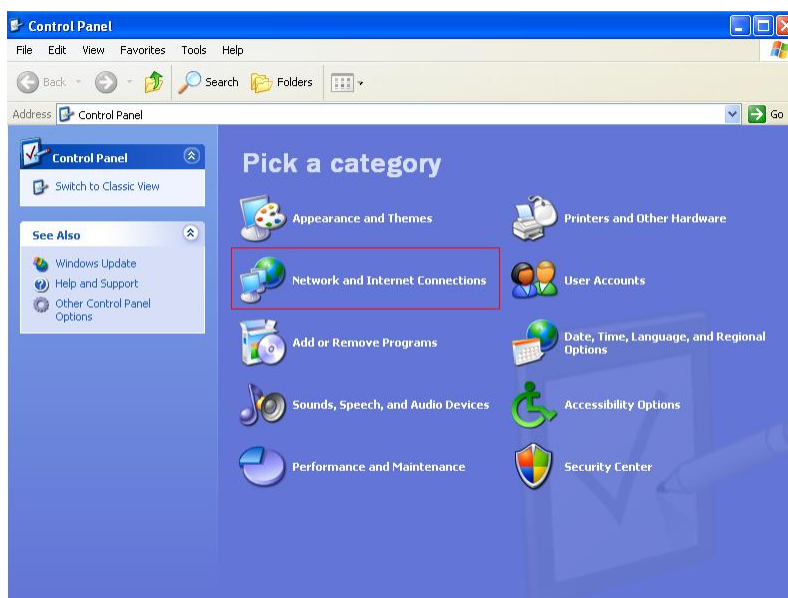 Control Panel
File Edit View Favorites Tools Help
Back Search Folders
Address Control Panel Go
Control Panel
Switch to Classic View
See Also
Windows Update
Help and Support
Other Control Panel
Options
Pick a category
Appearance and Themes
Printers and Other Hardware
Network and Internet Connections
User Accounts
Add or Remove Programs
Date, Time, Language, and Regional
Options
Sounds, Speech, and Audio Devices
Accessibility Options
Performance and Maintenance
Security Center